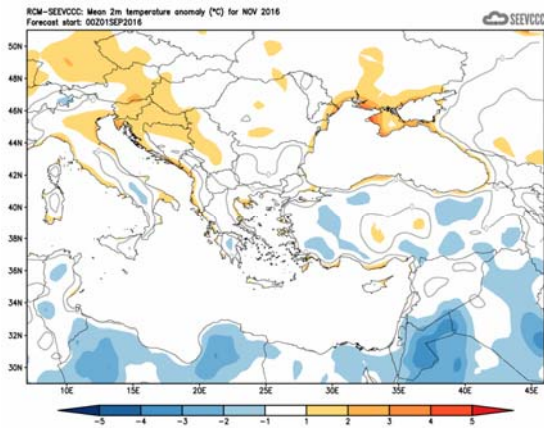 RCM-SEEVCCC: Mean 2m temperature anomaly (°C) for NOV 2016
Forecast start: 00Z01SEP2016
SEEVCCC
50N
48N
46N
44N
42N
40N
38N
36N
34N
32N
30N
10E 15E 20E 25E 30E 35E 40E 45E
-5 -4 -3 -2 -1 1 2 3 4 5